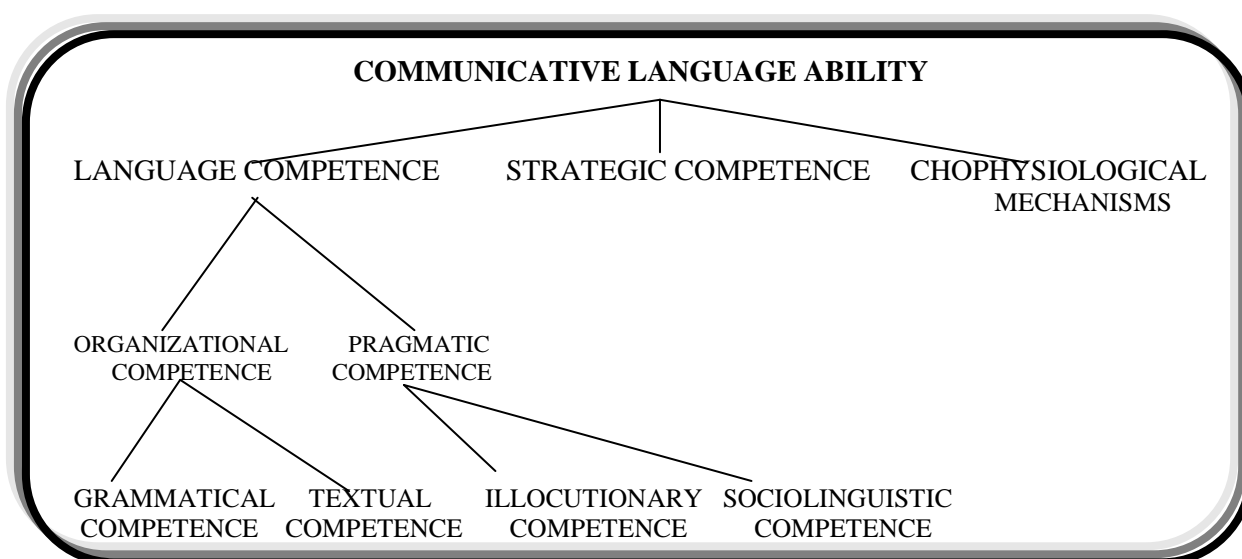 COMMUNICATIVE LANGUAGE ABILITY
LANGUAGE COMPETENCE STRATEGIC COMPETENCE CHOPHYSIOLOGICAL
MECHANISMS
ORGANIZATIONAL PRAGMATIC
COMPETENCE COMPETENCE
GRAMMATICAL TEXTUAL ILLOCUTIONARY SOCIOLINGUISTIC
COMPETENCE COMPETENCE COMPETENCE COMPETENCE